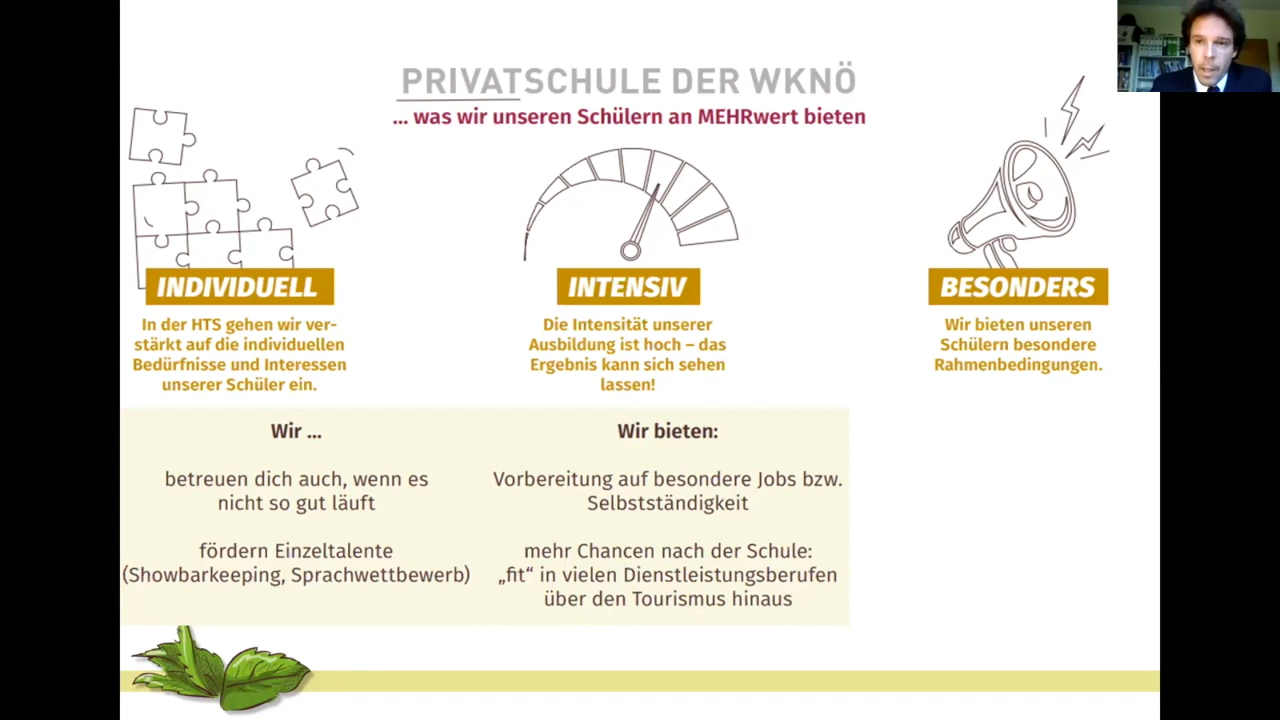 PRIVATSCHULE DER WKNÖ
... was wir unseren Schülern an MEHRwert bieten
INDIVIDUELL
In der HTS gehen wir ver-
stärkt auf die individuellen
Bedürfnisse und Interessen
unserer Schüler ein.
INTENSIV
Die Intensität unserer
Ausbildung ist hoch – das
Ergebnis kann sich sehen
lassen!
BESONDERS
Wir bieten unseren
Schülern besondere
Rahmenbedingungen.
Wir ...
betreuen dich auch, wenn es
nicht so gut läuft
fördern Einzeltalente
(Showbarkeeping, Sprachwettbewerb)
Wir bieten:
Vorbereitung auf besondere Jobs bzw.
Selbstständigkeit
mehr Chancen nach der Schule:
„fit“ in vielen Dienstleistungsberufen
über den Tourismus hinaus